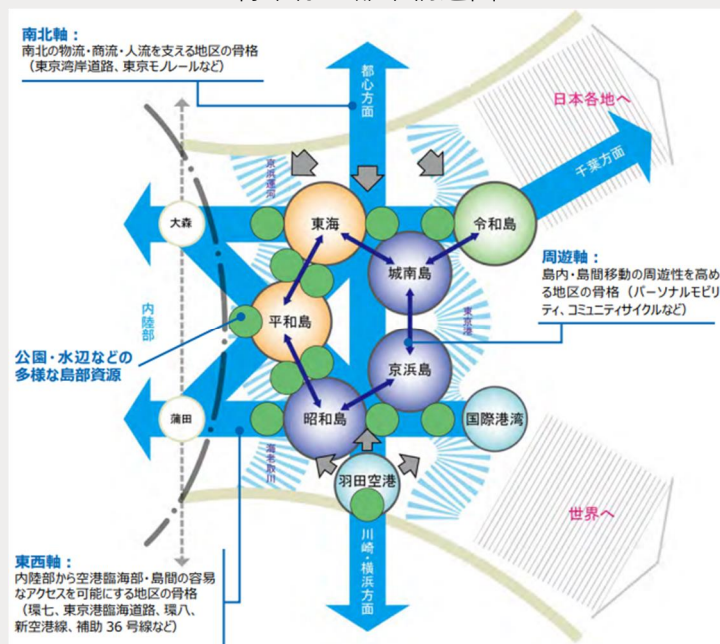 南北軸：
南北の物流・商流・人流を支える地区の骨格
（東京湾岸道路、東京モノレールなど）
都心方面
日本各地へ
千葉方面
京浜運河
大森
東海
令和島
城南島
周遊軸：
島内・島間移動の周遊性を高め
る地区の骨格（パーソナルモビリ
ティ、コミュニティサイクルなど）
内陸部
平和島
東京港
公園・水辺などの
多様な島部資源
京浜島
蒲田
昭和島
国際港湾
海老取川
羽田空港
世界へ
川崎・横浜方面
東西軸：
内陸部から空港臨海部・島間の容易
なアクセスを可能にする地区の骨格
（環七、東京港臨海道路、環八、
新空港線、補助 36 号線など）